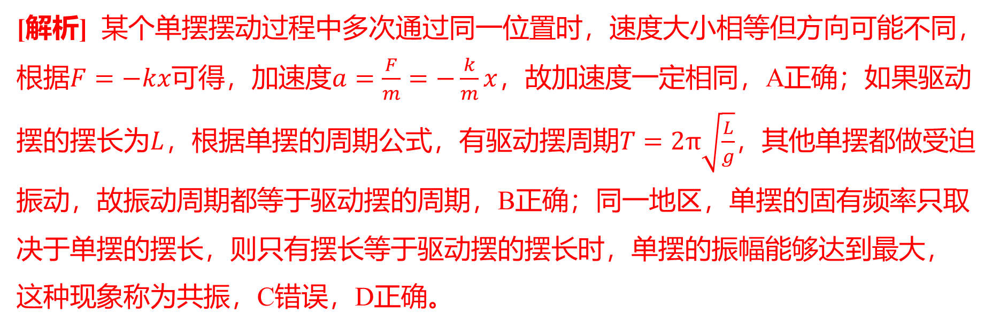 [解析] 某个单摆摆动过程中多次通过同一位置时，速度大小相等但方向可能不同，
根据$F=-kx$可得，加速度$a=\frac{F}{m}=-\frac{k}{m}x$，故加速度一定相同，A正确；如果驱动
摆的摆长为$L$，根据单摆的周期公式，有驱动摆周期$T=2\pi\sqrt{\frac{L}{g}}$，其他单摆都做受迫
振动，故振动周期都等于驱动摆的周期，B正确；同一地区，单摆的固有频率只取
决于单摆的摆长，则只有摆长等于驱动摆的摆长时，单摆的振幅能够达到最大，
这种现象称为共振，C错误，D正确。